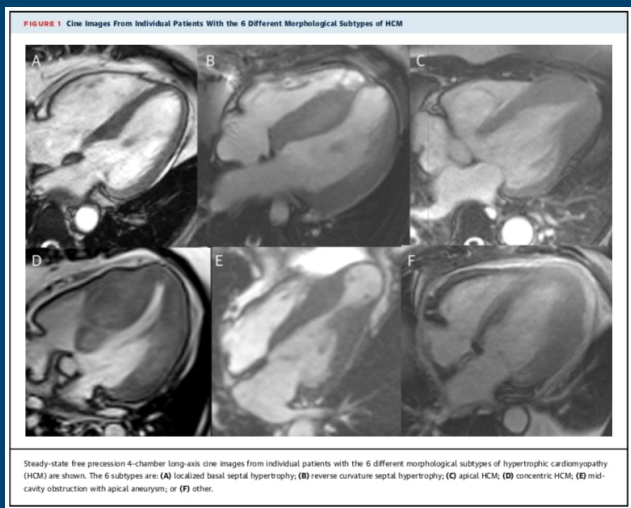 FIGURE 1 Cine Images From Individual Patients With the 6 Different Morphological Subtypes of HCM
A
B
C
D
E
F
Steady-state free precession 4-chamber long-axis cine images from individual patients with the 6 different morphological subtypes of hypertrophic cardiomyopathy
(HCM) are shown. The 6 subtypes are: (A) localized basal septal hypertrophy; (B) reverse curvature septal hypertrophy; (C) apical HCM; (D) concentric HCM; (E) mid-
cavity obstruction with apical aneurysm; or (F) other.